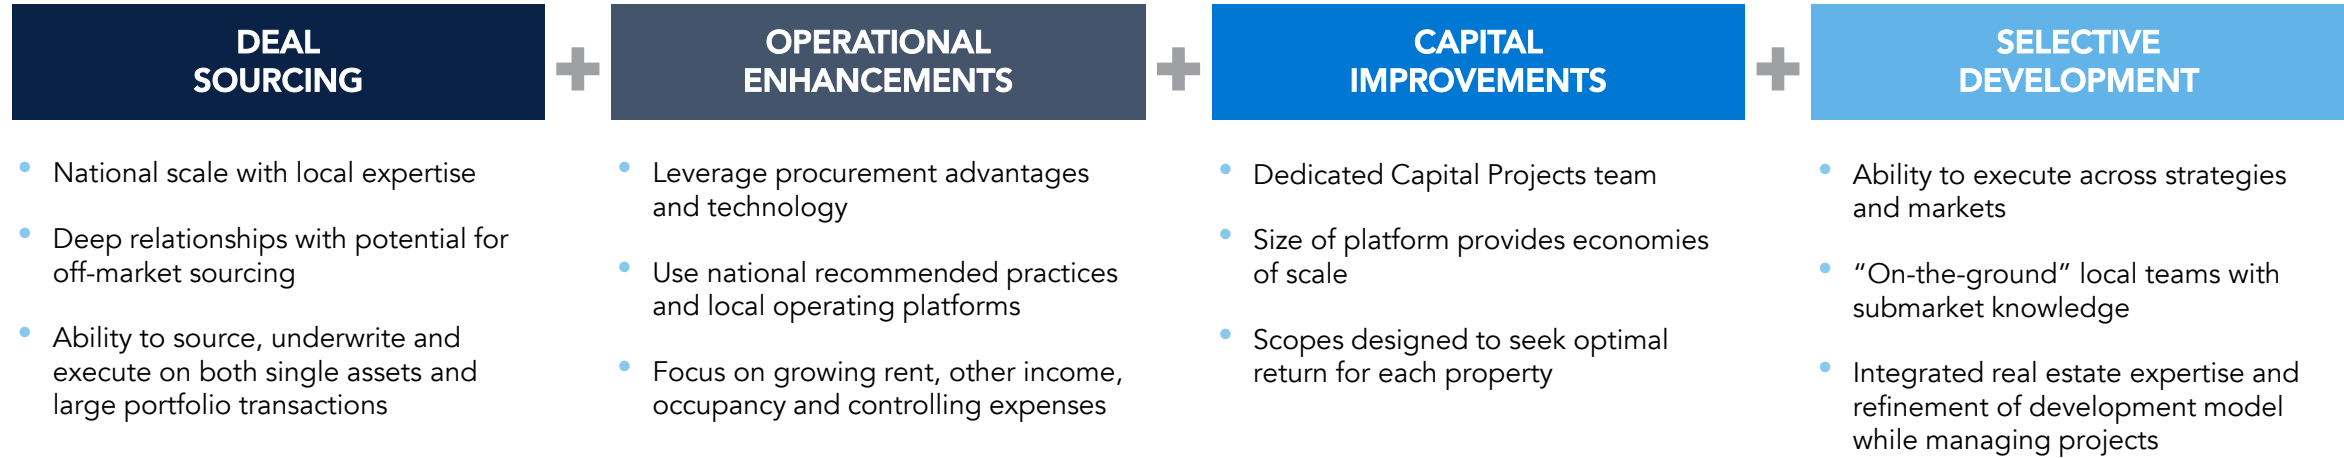 DEAL
SOURCING
National scale with local expertise
Deep relationships with potential for
off-market sourcing
Ability to source, underwrite and
execute on both single assets and
large portfolio transactions
OPERATIONAL
ENHANCEMENTS
Leverage procurement advantages
and technology
Use national recommended practices
and local operating platforms
Focus on growing rent, other income,
occupancy and controlling expenses
CAPITAL
IMPROVEMENTS
Dedicated Capital Projects team
Size of platform provides economies
of scale
Scopes designed to seek optimal
return for each property
SELECTIVE
DEVELOPMENT
Ability to execute across strategies
and markets
“On-the-ground” local teams with
submarket knowledge
Integrated real estate expertise and
refinement of development model
while managing projects